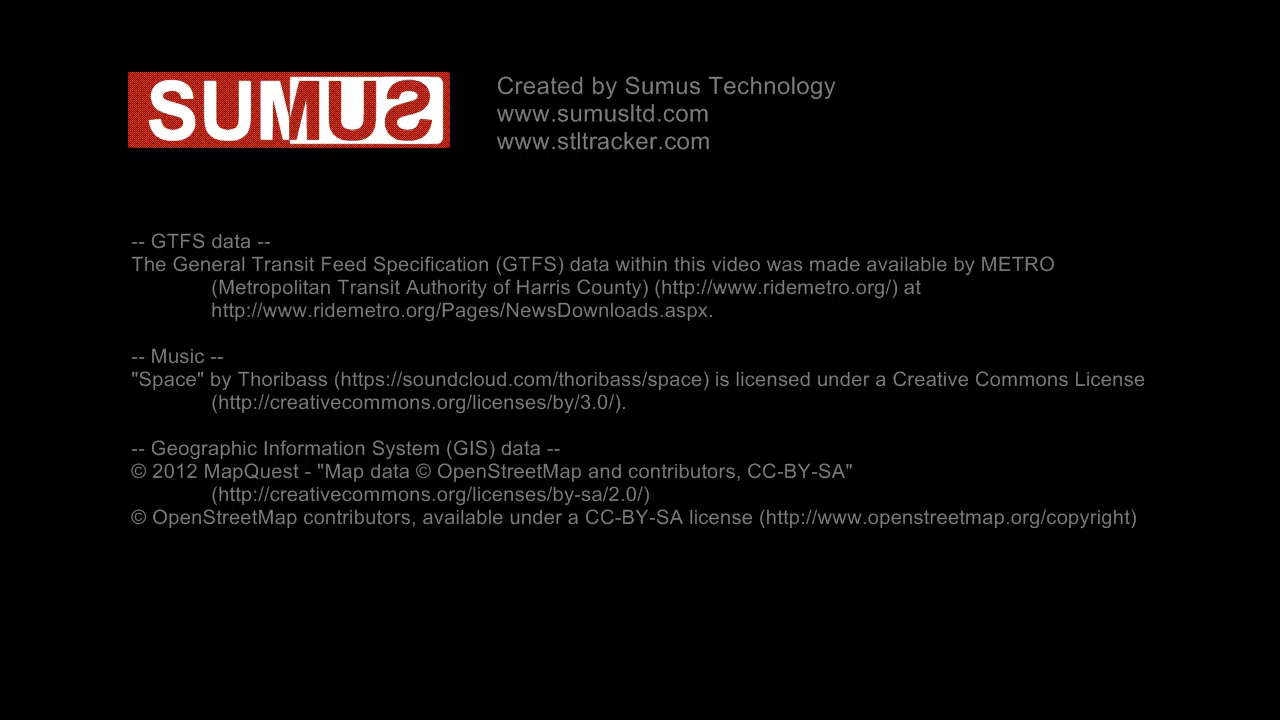 SUMUS
Created by Sumus Technology
www.sumusltd.com
www.stltracker.com
-- GTFS data --
The General Transit Feed Specification (GTFS) data within this video was made available by METRO
(Metropolitan Transit Authority of Harris County) (http://www.ridemetro.org/) at
http://www.ridemetro.org/Pages/NewsDownloads.aspx.
-- Music --
"Space" by Thoribass (https://soundcloud.com/thoribass/space) is licensed under a Creative Commons License
(http://creativecommons.org/licenses/by/3.0/).
-- Geographic Information System (GIS) data --
© 2012 MapQuest - "Map data © OpenStreetMap and contributors, CC-BY-SA"
(http://creativecommons.org/licenses/by-sa/2.0/)
© OpenStreetMap contributors, available under a CC-BY-SA license (http://www.openstreetmap.org/copyright)